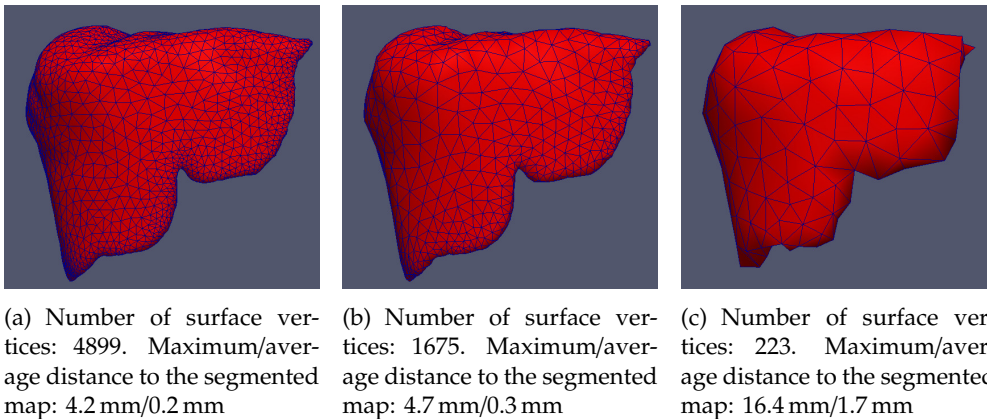 (a) Number of surface ver-
tices: 4899. Maximum/aver-
age distance to the segmented
map: 4.2 mm/0.2 mm
(b) Number of surface ver-
tices: 1675. Maximum/aver-
age distance to the segmented
map: 4.7 mm/0.3 mm
(c) Number of surface ver
tices: 223. Maximum/aver
age distance to the segmented
map: 16.4 mm/1.7 mm